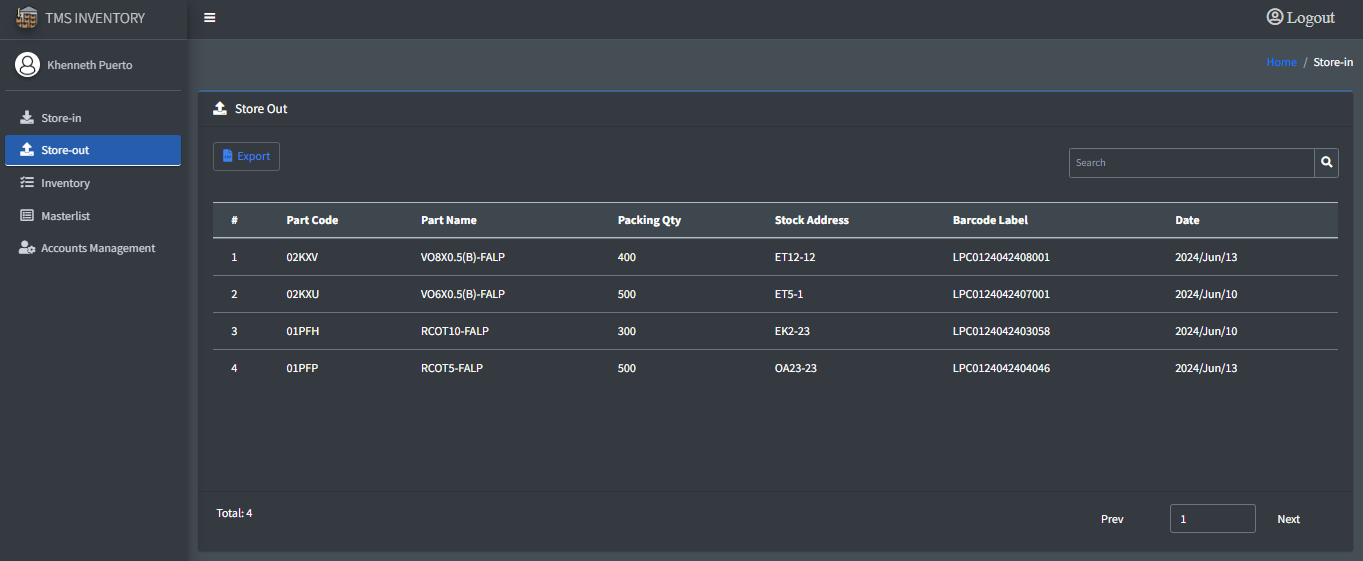 TMS INVENTORY
Logout
Khenneth Puerto
Home / Store-in
Store-in
Store-out
Inventory
Masterlist
Accounts Management
Store Out
Export
Search
# Part Code Part Name Packing Qty Stock Address Barcode Label Date
1 02KXV VO8X0.5(B)-FALP 400 ET12-12 LPC0124042408001 2024/Jun/13
2 02KXU VO6X0.5(B)-FALP 500 ET5-1 LPC0124042407001 2024/Jun/10
3 01PFH RCOT10-FALP 300 EK2-23 LPC0124042403058 2024/Jun/10
4 01PFP RCOT5-FALP 500 OA23-23 LPC0124042404046 2024/Jun/13
Total: 4
Prev 1 Next